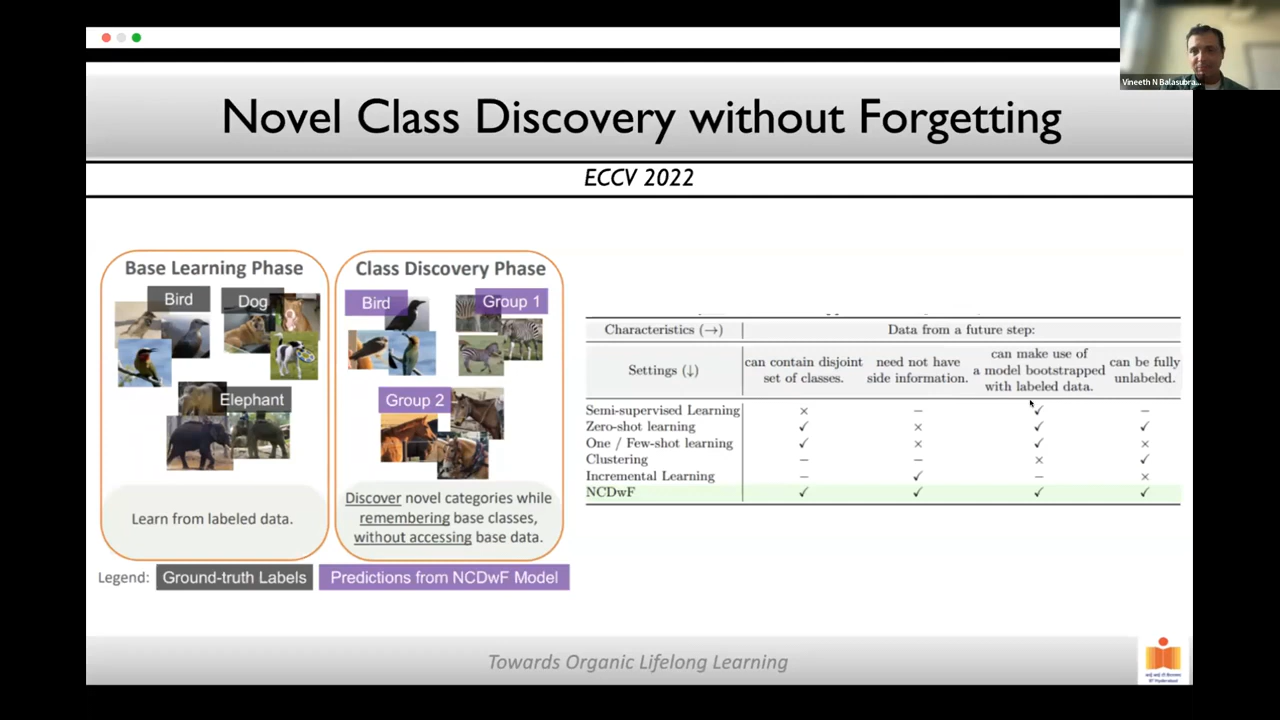 Vineeth N Balasubra...
Novel Class Discovery without Forgetting
ECCV 2022
Base Learning Phase
Bird
Dog
Elephant
Learn from labeled data.
Class Discovery Phase
Bird
Group 1
Group 2
Discover novel categories while
remembering base classes,
without accessing base data.
Legend: Ground-truth Labels Predictions from NCDwF Model
Characteristics (→) Data from a future step:
Settings (↓) can contain disjoint set of classes. need not have side information. can make use of a model bootstrapped with labeled data. can be fully unlabeled.
Semi-supervised Learning × – ✓ –
Zero-shot learning ✓ × ✓ ✓
One / Few-shot learning ✓ × ✓ ×
Clustering – – × ✓
Incremental Learning – ✓ – ×
NCDwF ✓ ✓ ✓ ✓
Towards Organic Lifelong Learning